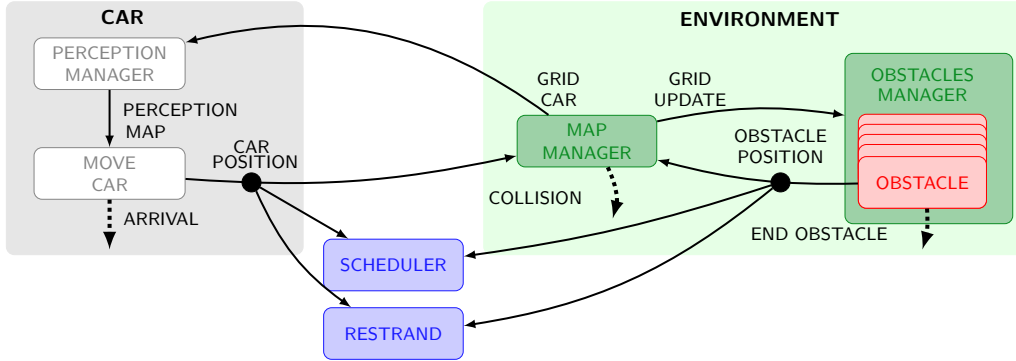 CAR
ENVIRONMENT
PERCEPTION
MANAGER
PERCEPTION
MAP
MOVE
CAR
ARRIVAL
CAR
POSITION
GRID
CAR
GRID
UPDATE
MAP
MANAGER
COLLISION
OBSTACLES
MANAGER
OBSTACLE
POSITION
OBSTACLE
END OBSTACLE
SCHEDULER
RESTRAND